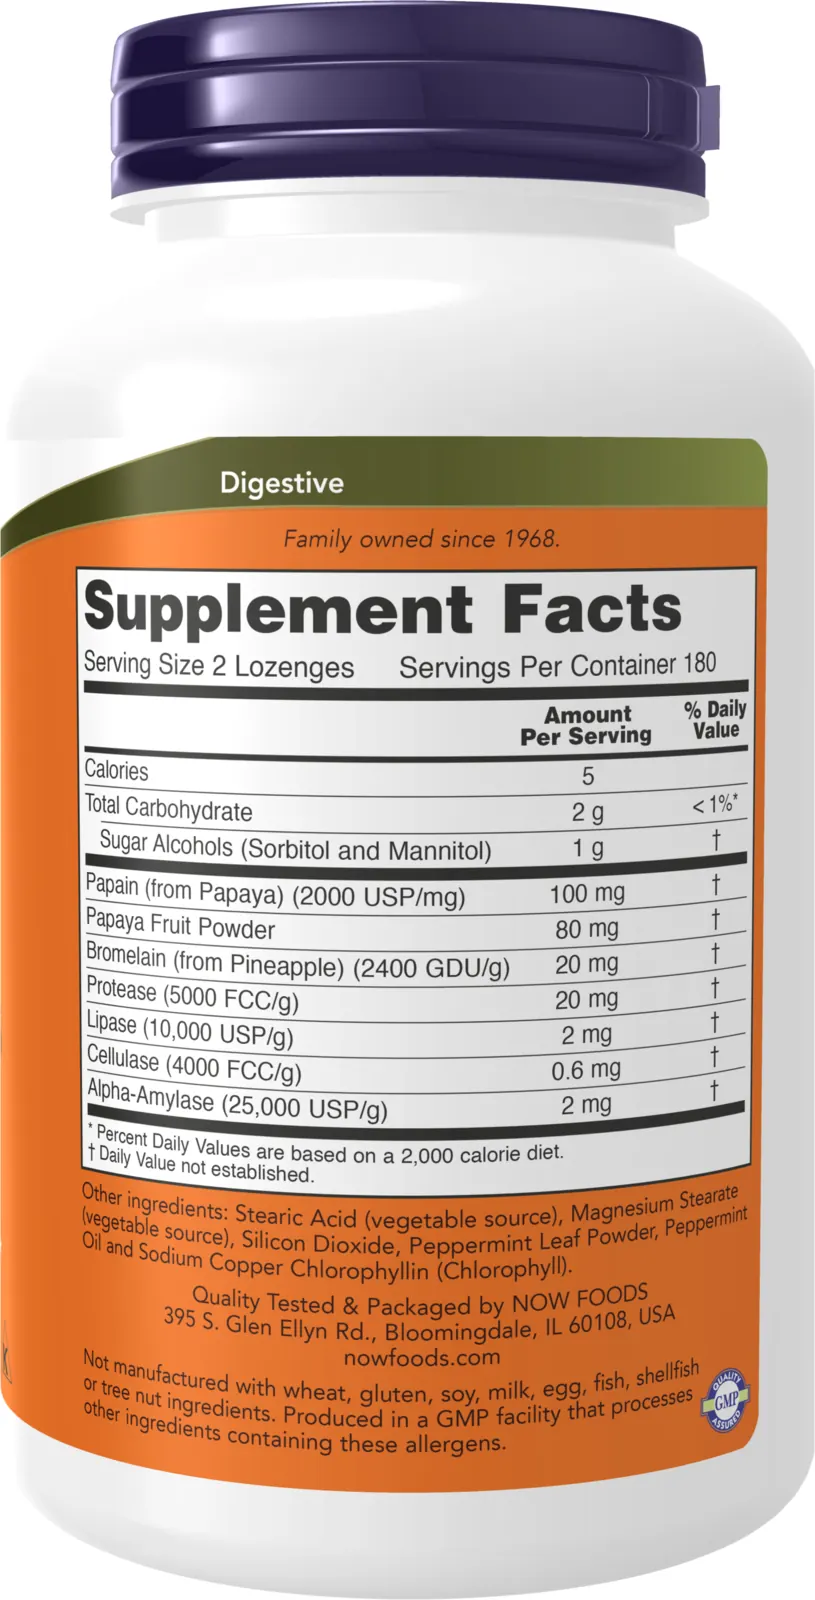 Digestive
Family owned since 1968.
Supplement Facts
Serving Size 2 Lozenges Servings Per Container 180
Amount Per Serving % Daily Value
Calories 5
Total Carbohydrate 2 g < 1%*
Sugar Alcohols (Sorbitol and Mannitol) 1 g †
Papain (from Papaya) (2000 USP/mg) 100 mg †
Papaya Fruit Powder 80 mg †
Bromelain (from Pineapple) (2400 GDU/g) 20 mg †
Protease (5000 FCC/g) 20 mg †
Lipase (10,000 USP/g) 2 mg †
Cellulase (4000 FCC/g) 0.6 mg †
Alpha-Amylase (25,000 USP/g) 2 mg †
* Percent Daily Values are based on a 2,000 calorie diet.
† Daily Value not established.
Other ingredients: Stearic Acid (vegetable source), Magnesium Stearate
(vegetable source), Silicon Dioxide, Peppermint Leaf Powder, Peppermint
Oil and Sodium Copper Chlorophyllin (Chlorophyll).
Quality Tested & Packaged by NOW FOODS
395 S. Glen Ellyn Rd., Bloomingdale, IL 60108, USA
nowfoods.com
Not manufactured with wheat, gluten, soy, milk, egg, fish, shellfish
or tree nut ingredients. Produced in a GMP facility that processes
other ingredients containing these allergens.
QUALITY
GMP
ASSURED
K